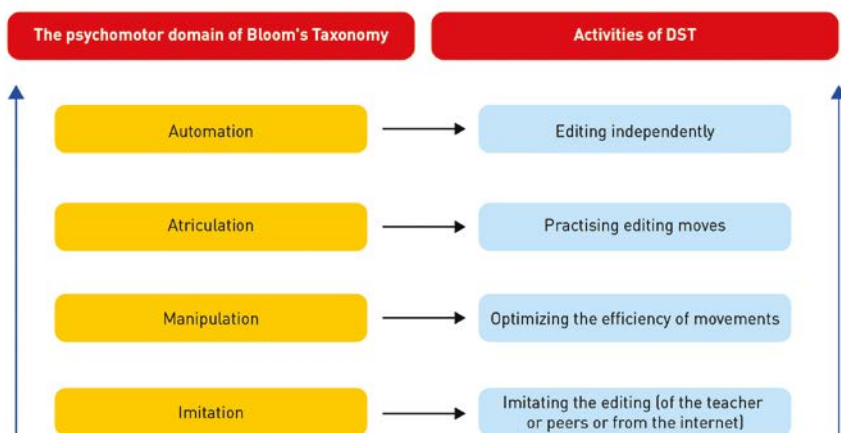 The psychomotor domain of Bloom's Taxonomy
Activities of DST
Automation
Editing independently
Atriculation
Practising editing moves
Manipulation
Optimizing the efficiency of movements
Imitation
Imitating the editing (of the teacher
or peers or from the internet)